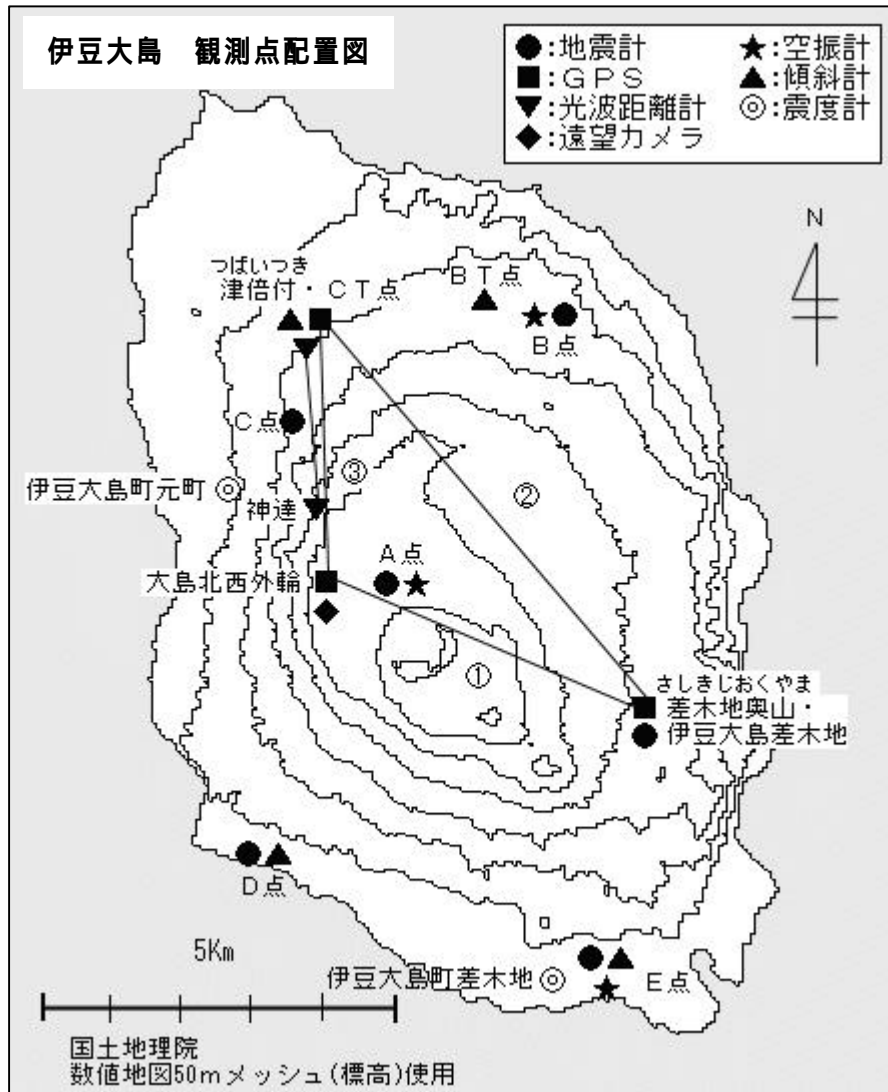 伊豆大島　観測点配置図
●:地震計　★:空振計
■:ＧＰＳ　▲:傾斜計
▼:光波距離計　◎:震度計
◆:遠望カメラ
N
つばいつき
津倍付・ＣＴ点
ＢＴ点
Ｂ点
Ｃ点
③
②
伊豆大島町元町
神達
Ａ点
大島北西外輪
①
さしきじおくやま
差木地奥山・
伊豆大島差木地
Ｄ点
5Km
伊豆大島町差木地
Ｅ点
国土地理院
数値地図50mメッシュ(標高)使用